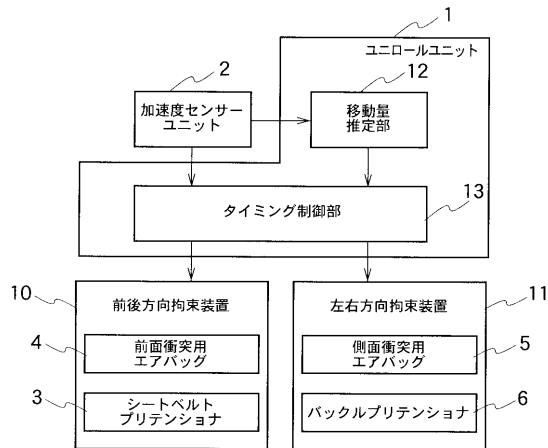 1
ユニロールユニット
2
12
加速度センサー
ユニット
移動量
推定部
13
タイミング制御部
10
前後方向拘束装置
左右方向拘束装置
11
4
前面衝突用
エアバッグ
側面衝突用
エアバッグ
5
3
シートベルト
プリテンショナ
バックルプリテンショナ
6